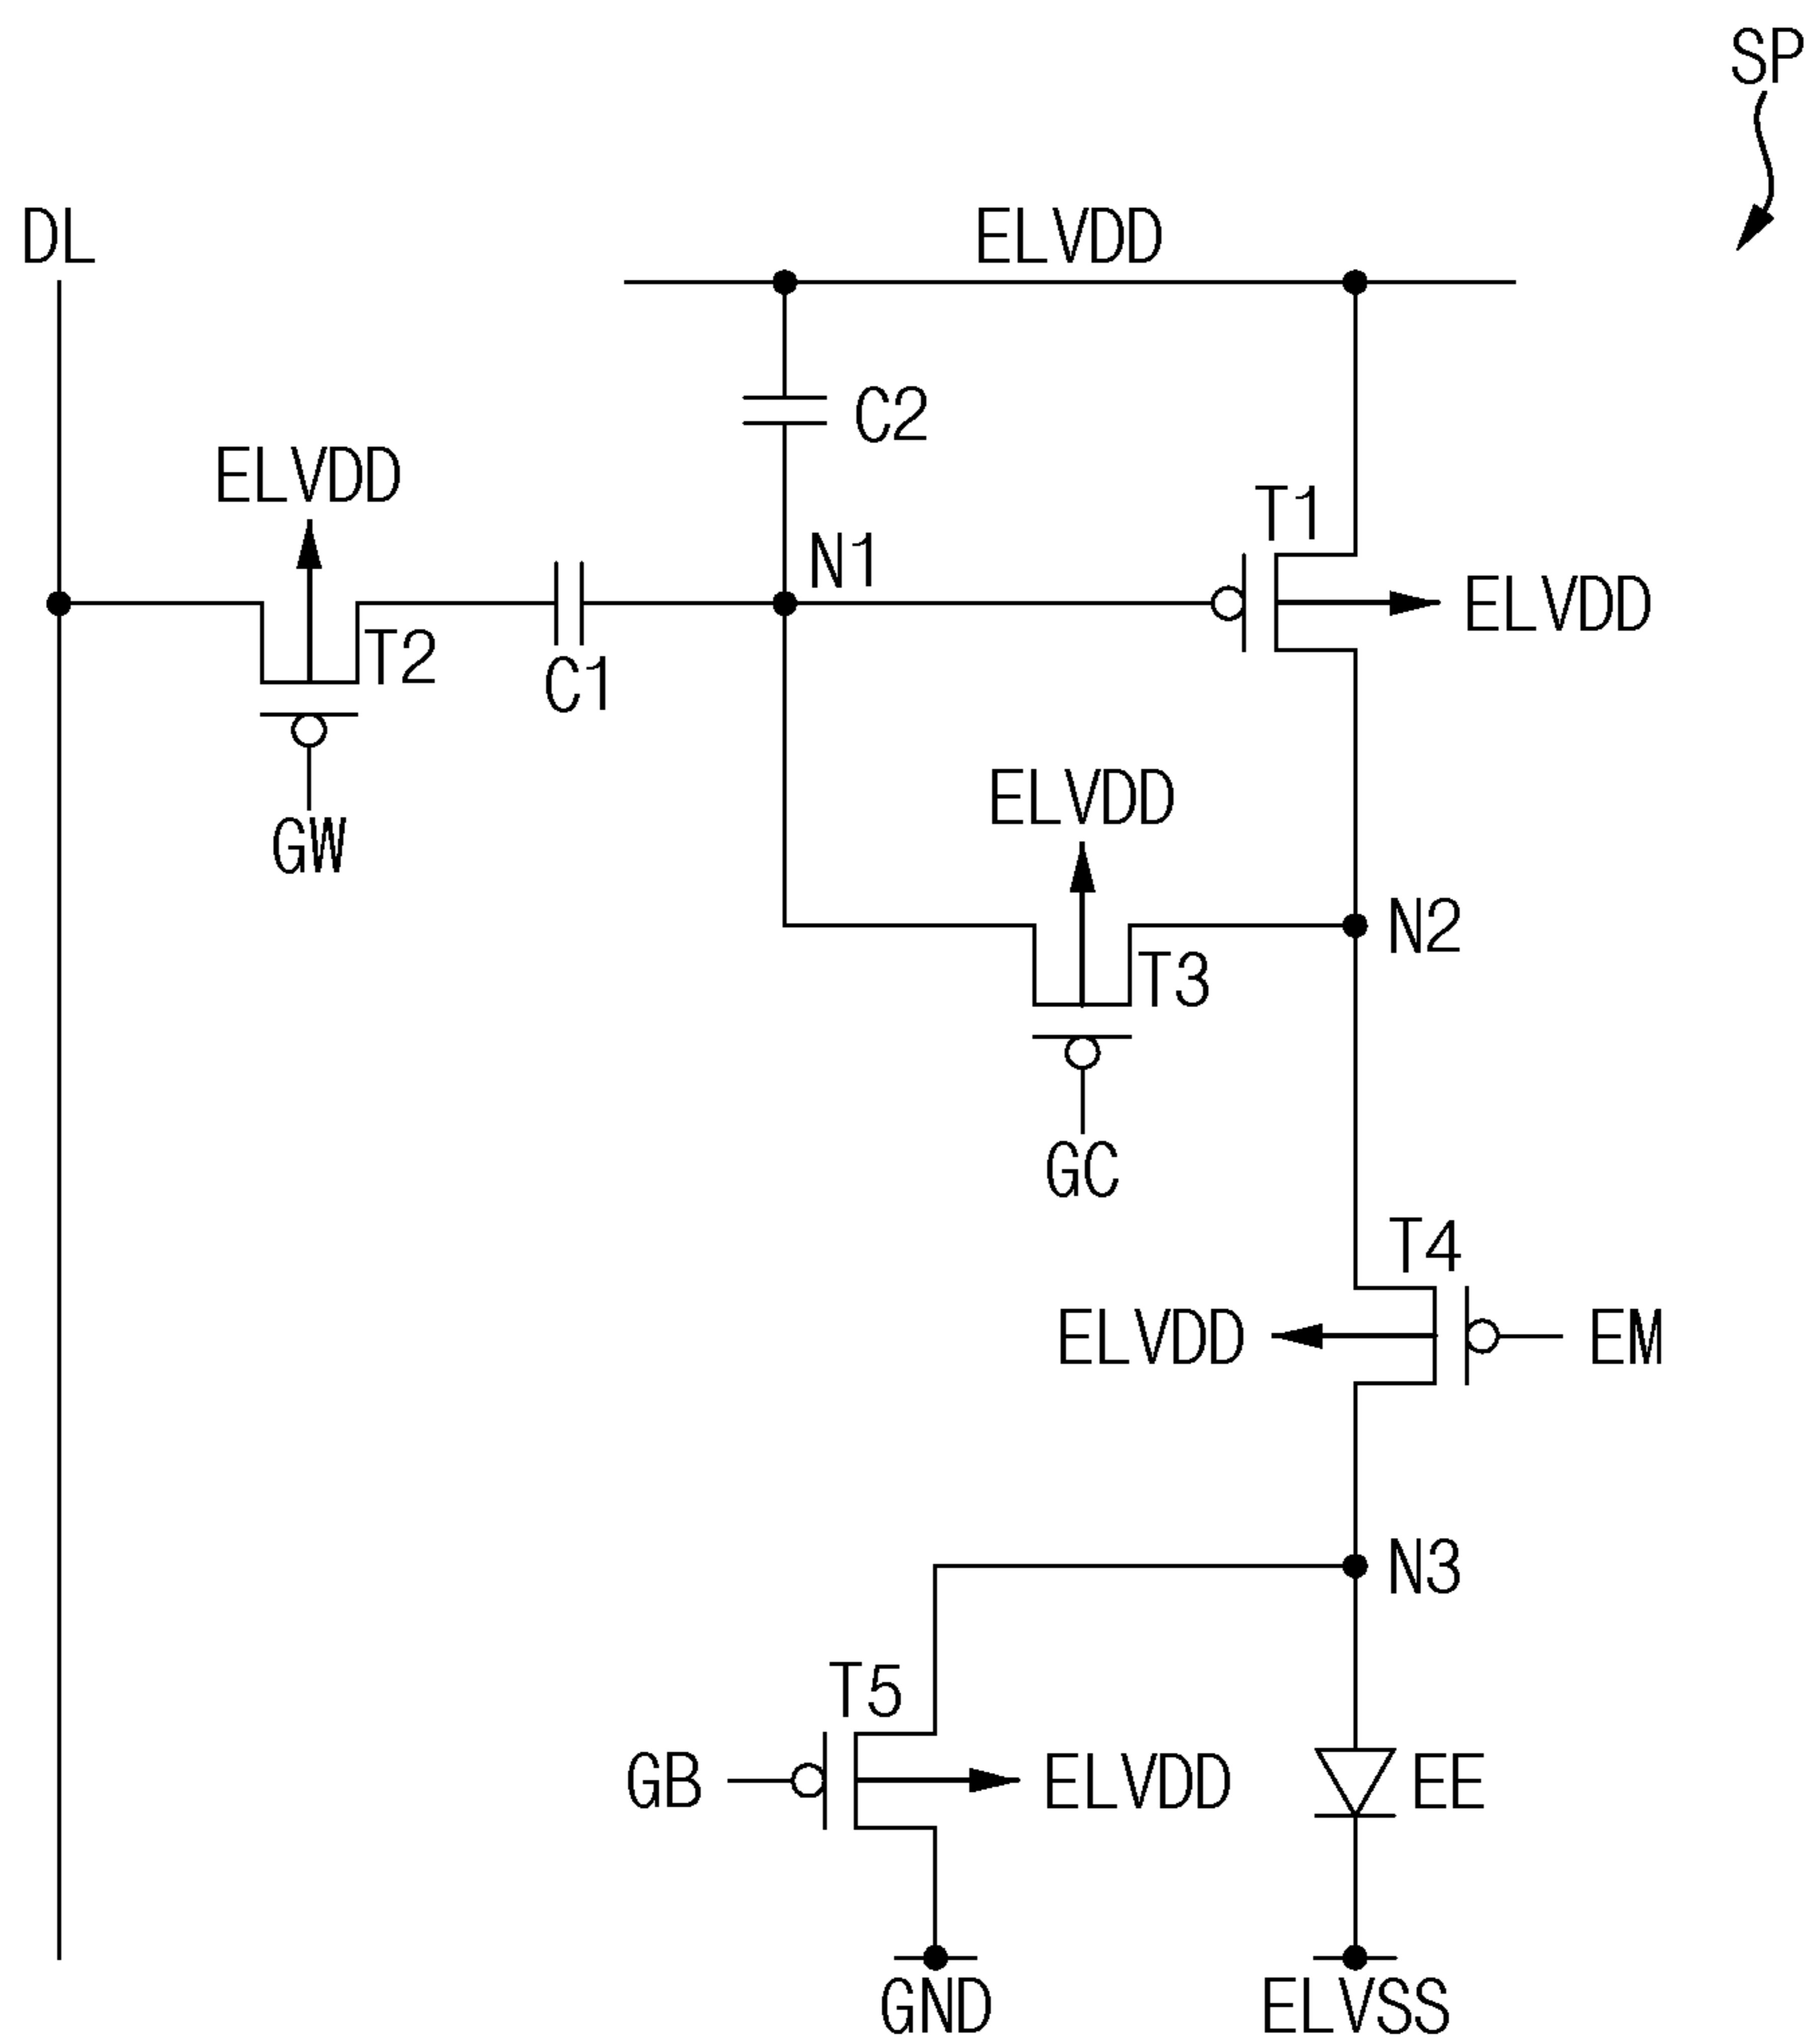 SP
DL
ELVDD
C2
ELVDD
T1
N1
ELVDD
T2
C1
ELVDD
GW
N2
T3
GC
T4
ELVDD
EM
N3
T5
GB
ELVDD
EE
GND
ELVSS